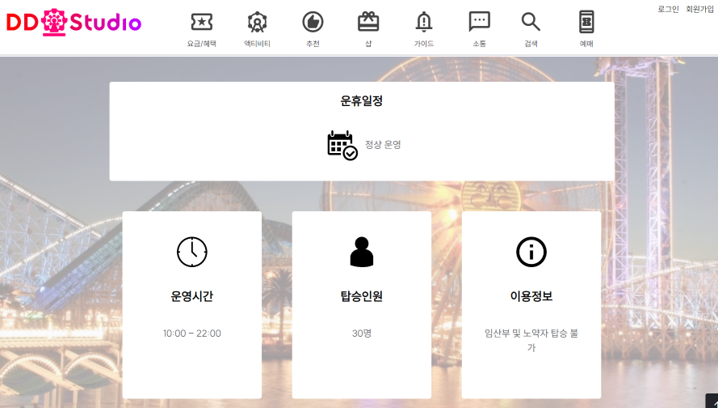 DD Studio
로그인 회원가입
요금/혜택 액티비티 추천 샵 가이드 소통 검색 예매
운휴일정
정상 운영
운영시간
10:00 ~ 22:00
탑승인원
30명
이용정보
임산부 및 노약자 탑승 불
가